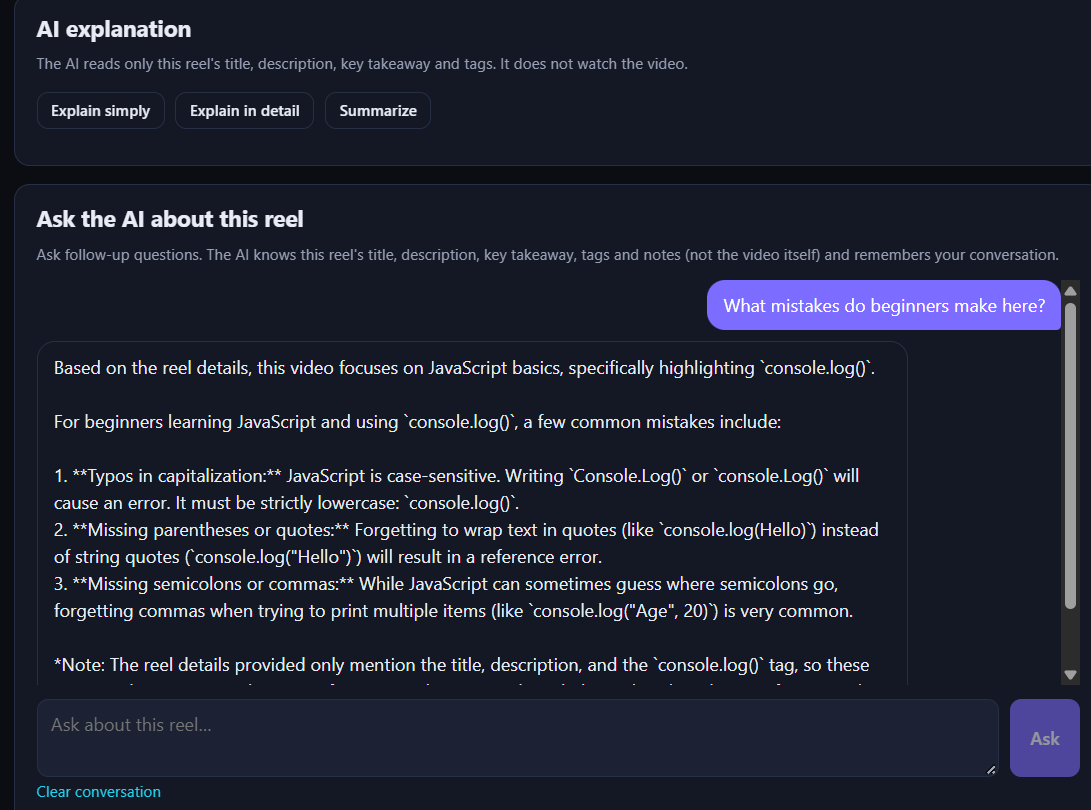 AI explanation
The AI reads only this reel's title, description, key takeaway and tags. It does not watch the video.
Explain simply
Explain in detail
Summarize
Ask the AI about this reel
Ask follow-up questions. The AI knows this reel's title, description, key takeaway, tags and notes (not the video itself) and remembers your conversation.
What mistakes do beginners make here?
Based on the reel details, this video focuses on JavaScript basics, specifically highlighting `console.log()`.
For beginners learning JavaScript and using `console.log()`, a few common mistakes include:
1. **Typos in capitalization:** JavaScript is case-sensitive. Writing `Console.Log()` or `console.Log()` will
cause an error. It must be strictly lowercase: `console.log()`.
2. **Missing parentheses or quotes:** Forgetting to wrap text in quotes (like `console.log(Hello)`) instead
of string quotes (`console.log("Hello")`) will result in a reference error.
3. **Missing semicolons or commas:** While JavaScript can sometimes guess where semicolons go,
forgetting commas when trying to print multiple items (like `console.log("Age", 20)`) is very common.
*Note: The reel details provided only mention the title, description, and the `console.log()` tag, so these
Ask about this reel...
Ask
Clear conversation